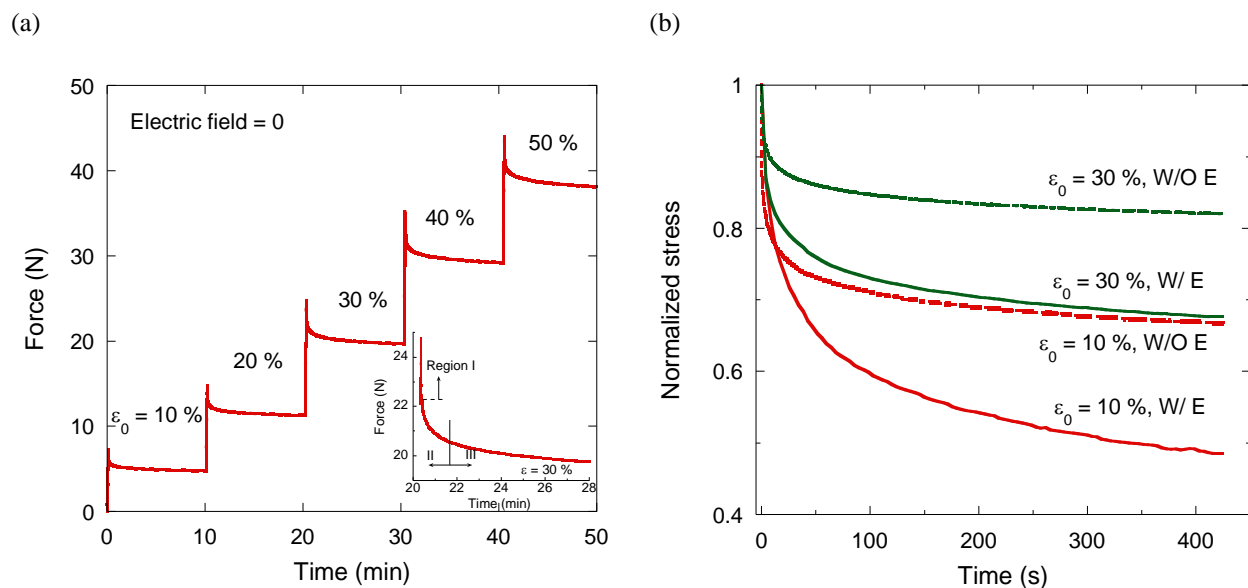 (a)
50
40
30
20
10
0
Force (N)
Electric field = 0
ε0 = 10 %
20 %
30 %
40 %
50 %
24
22
20
Force (N)
Region I
II
III
ε = 30 %
20 22 24 26 28
Time (min)
0 10 20 30 40 50
Time (min)
(b)
1
0.8
0.6
0.4
Normalized stress
ε0 = 30 %, W/O E
ε0 = 30 %, W/ E
ε0 = 10 %, W/O E
ε0 = 10 %, W/ E
0 100 200 300 400
Time (s)